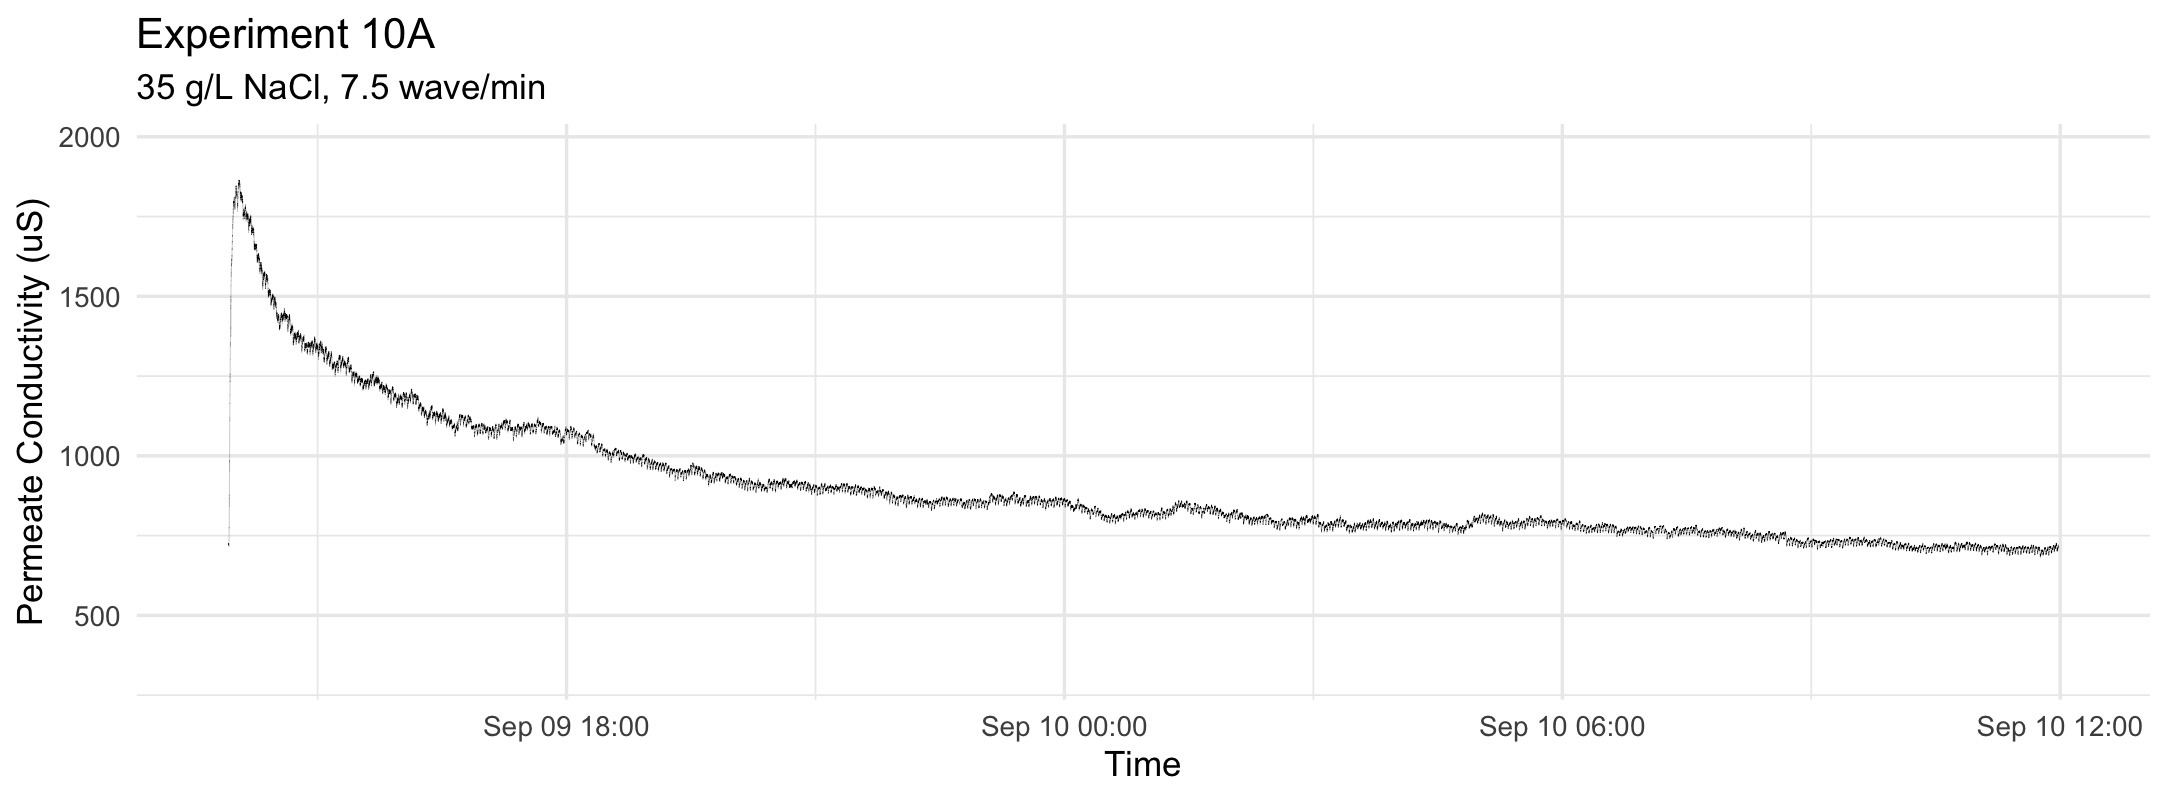 Experiment 10A
35 g/L NaCl, 7.5 wave/min
Permeate Conductivity (uS)
2000
1500
1000
500
Sep 09 18:00
Sep 10 00:00
Sep 10 06:00
Sep 10 12:00
Time